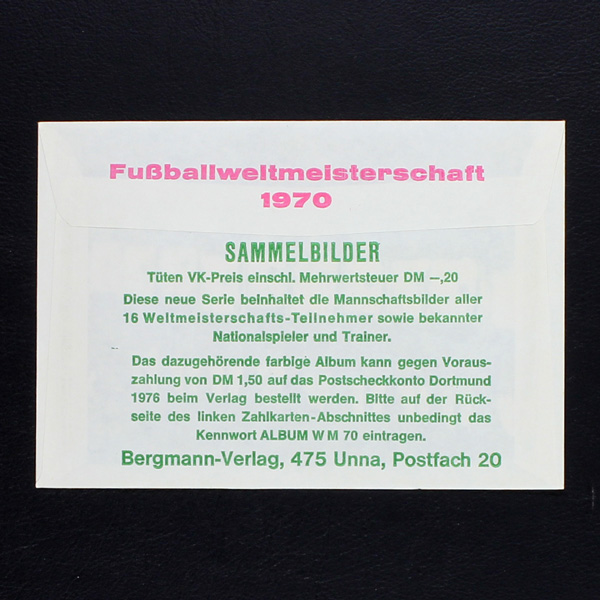 Fußballweltmeisterschaft
1970
SAMMELBILDER
Tüten VK-Preis einschl. Mehrwertsteuer DM –,20
Diese neue Serie beinhaltet die Mannschaftsbilder aller
16 Weltmeisterschafts-Teilnehmer sowie bekannter
Nationalspieler und Trainer.
Das dazugehörende farbige Album kann gegen Voraus-
zahlung von DM 1,50 auf das Postscheckkonto Dortmund
1976 beim Verlag bestellt werden. Bitte auf der Rück-
seite des linken Zahlkarten-Abschnittes unbedingt das
Kennwort ALBUM W M 70 eintragen.
Bergmann-Verlag, 475 Unna, Postfach 20